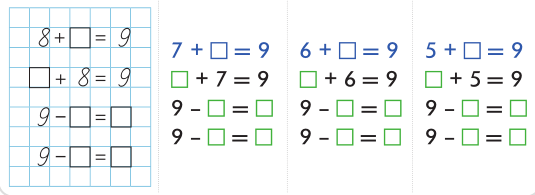 8 + □ = 9
□ + 8 = 9
9 – □ = □
9 – □ = □
7 + □ = 9
□ + 7 = 9
9 – □ = □
9 – □ = □
6 + □ = 9
□ + 6 = 9
9 – □ = □
9 – □ = □
5 + □ = 9
□ + 5 = 9
9 – □ = □
9 – □ = □